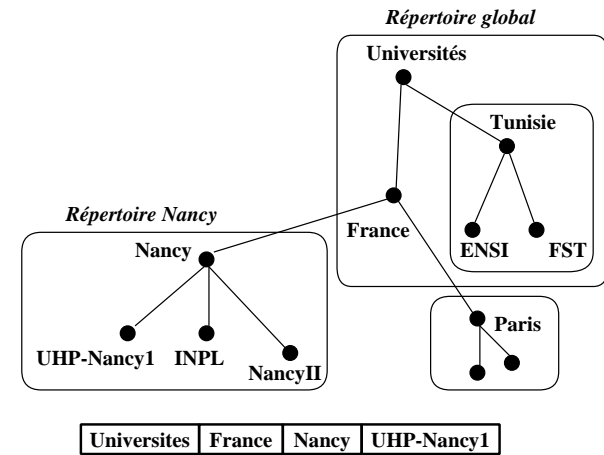 Répertoire global
Universités
Tunisie
Répertoire Nancy
Nancy
France
ENSI FST
Paris
UHP-Nancy1 INPL NancyII
Universites France Nancy UHP-Nancy1